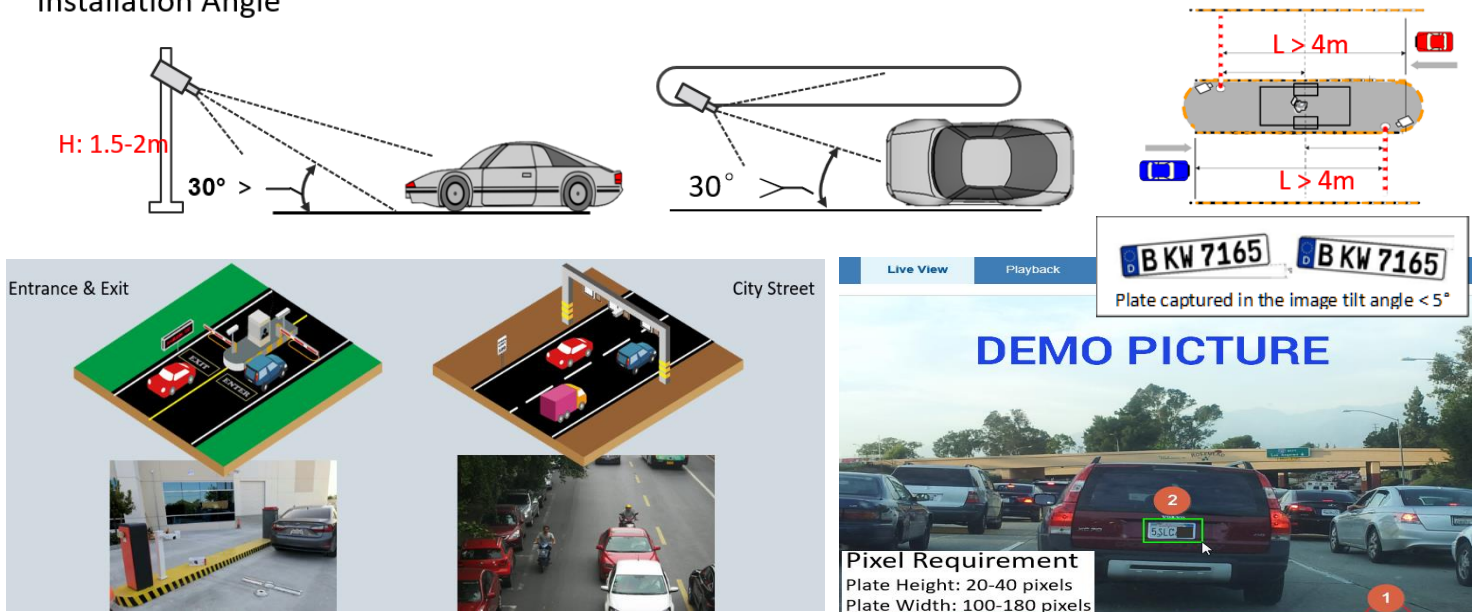 Installation Angle
H: 1.5-2m
30° >
30°
L > 4m
L > 4m
B KW 7165
D
B KW 7165
D
Plate captured in the image tilt angle < 5°
Entrance & Exit
EXIT
ENTER
City Street
Live View
Playback
DEMO PICTURE
2
5SLC
1
Pixel Requirement
Plate Height: 20-40 pixels
Plate Width: 100-180 pixels